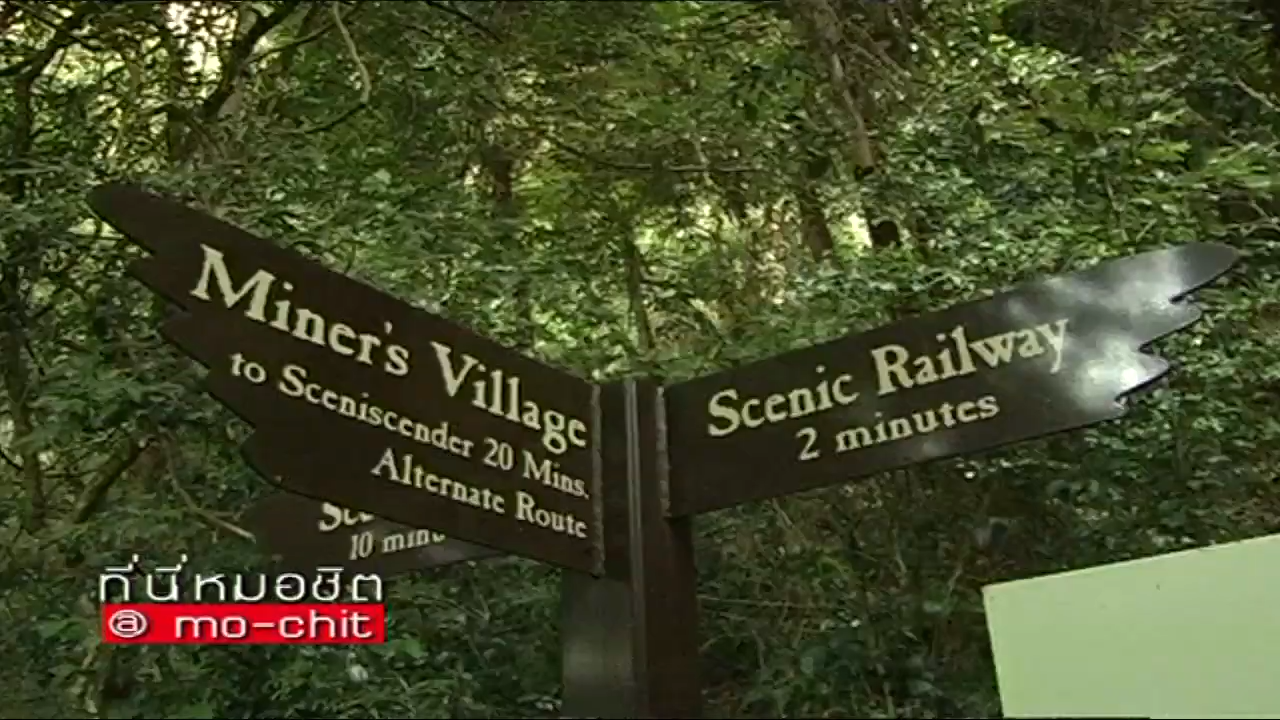 Miner's Village
to Sceniscender 20 Mins.
Alternate Route
Scenic Railway
2 minutes
10
ที่นี่หมอชิต
@ mo-chit